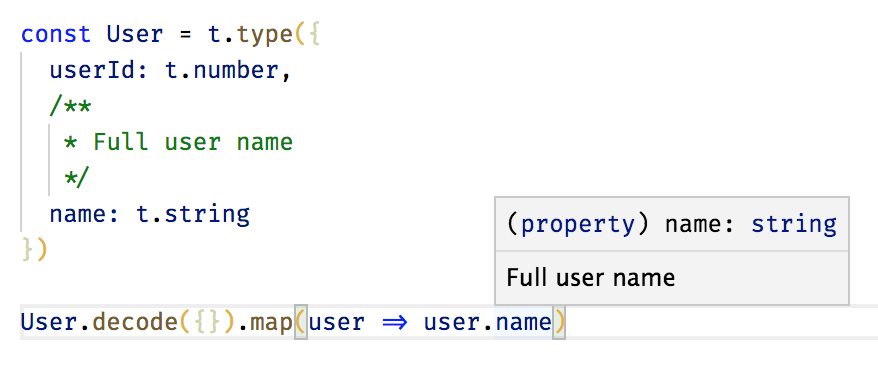 const User = t.type({
  userId: t.number,
  /**
   * Full user name
   */
  name: t.string
})
(property) name: string
Full user name
User.decode({}).map(user ⇒ user.name)